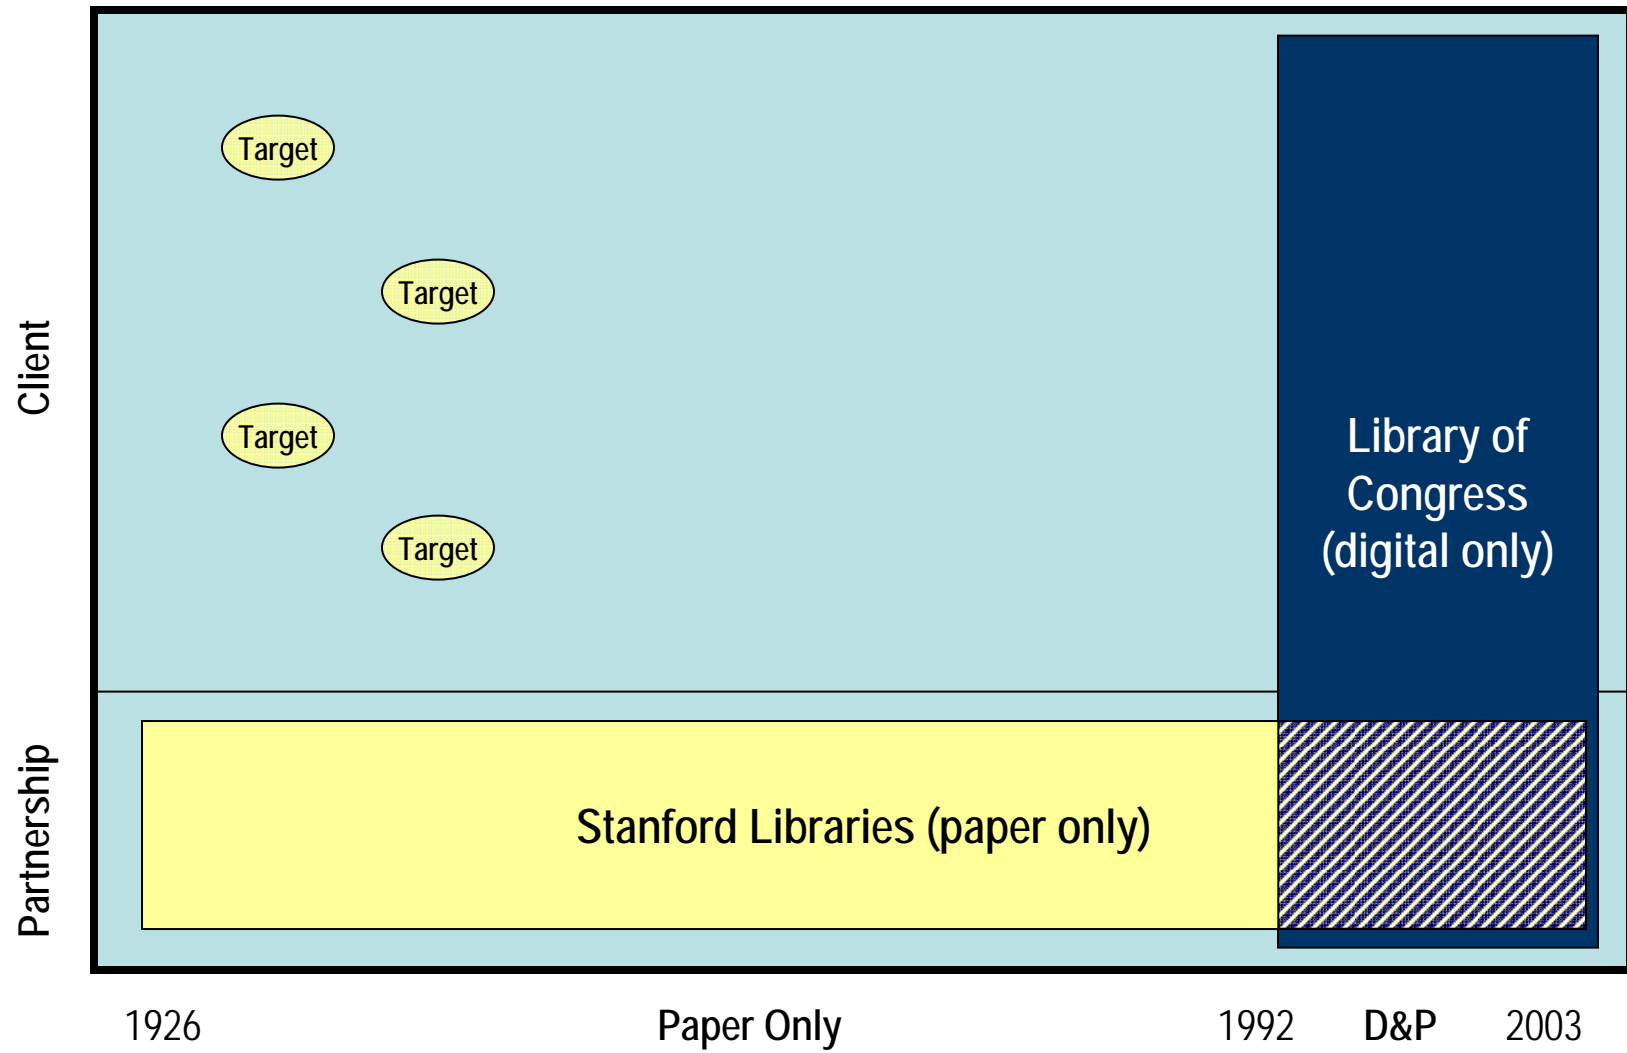 Target
Target
Client
Target
Library of
Congress
(digital only)
Target
Partnership
Stanford Libraries (paper only)
1926 Paper Only 1992 D&P 2003